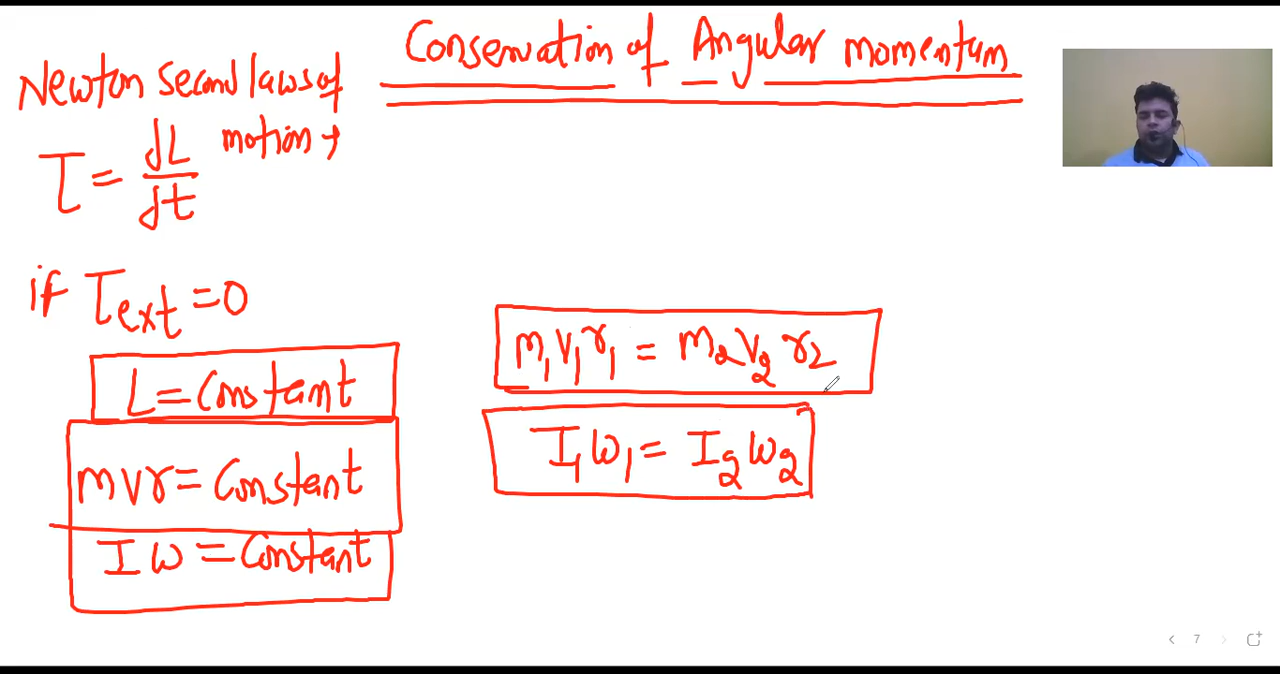 Conservation of Angular momentum
Newton second laws of
motion →
τ = dL/dt
if τext = 0
L = Constant
mvr = Constant
Iω = Constant
m₁v₁r₁ = m₂v₂r₂
I₁ω₁ = I₂ω₂
< 7 >